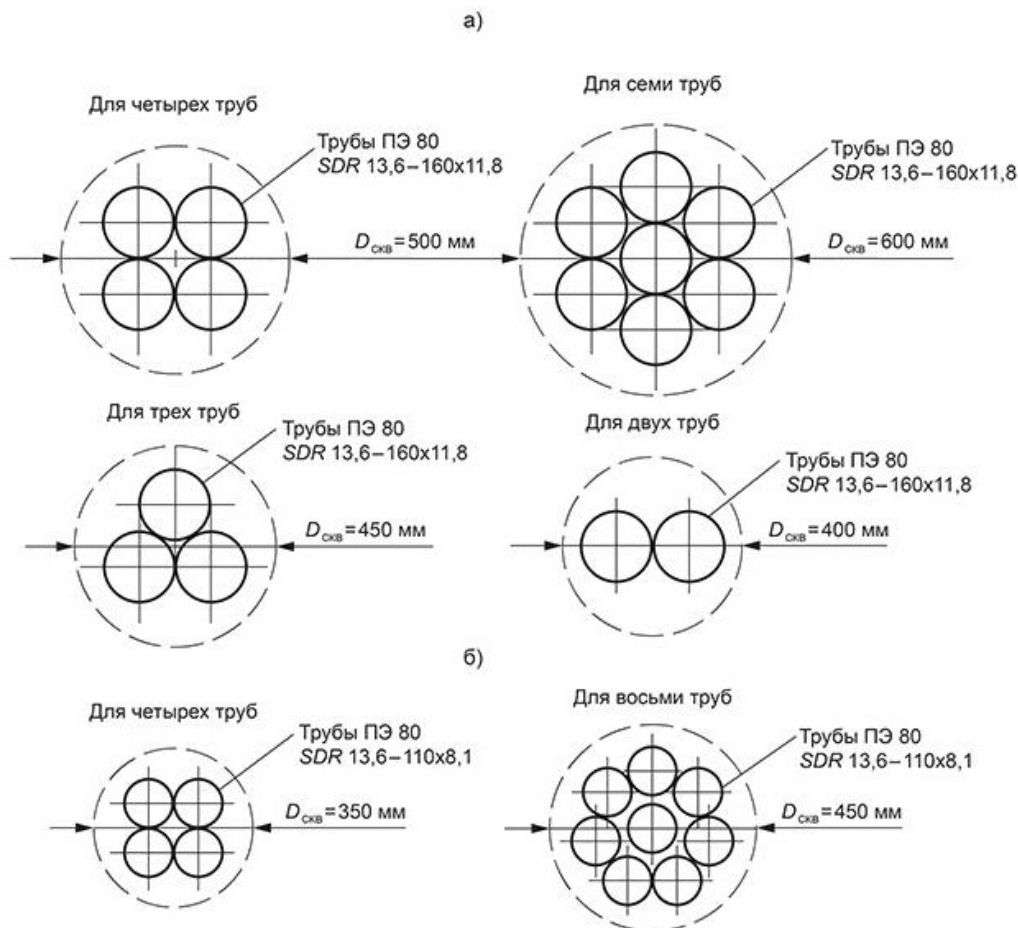 а)
Для четырех труб
Трубы ПЭ 80
SDR 13,6–160х11,8
Dскв=500 мм
Для семи труб
Трубы ПЭ 80
SDR 13,6–160х11,8
Dскв=600 мм
Для трех труб
Трубы ПЭ 80
SDR 13,6–160х11,8
Dскв=450 мм
Для двух труб
Трубы ПЭ 80
SDR 13,6–160х11,8
Dскв=400 мм
б)
Для четырех труб
Трубы ПЭ 80
SDR 13,6–110х8,1
Dскв=350 мм
Для восьми труб
Трубы ПЭ 80
SDR 13,6–110х8,1
Dскв=450 мм